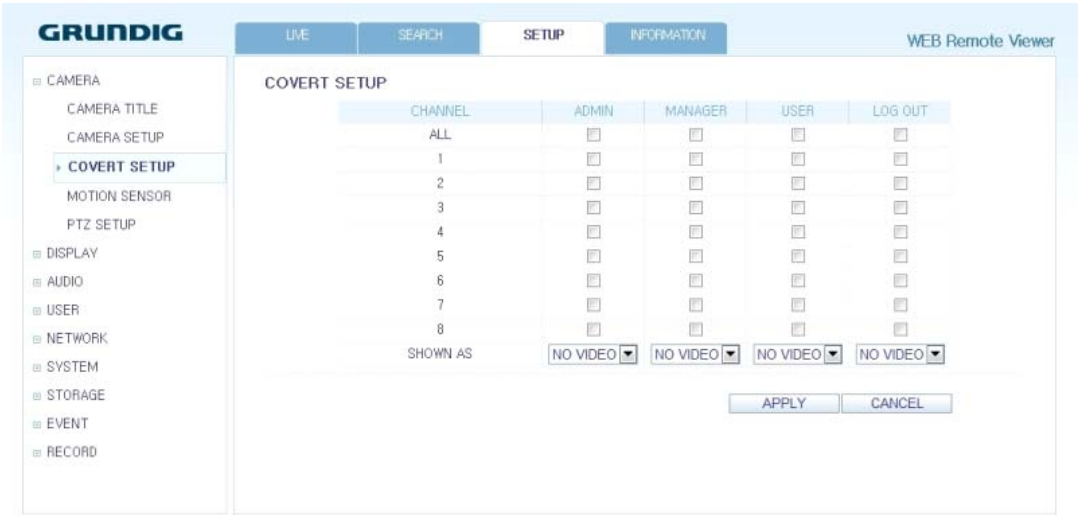 GRUNDIG
LIVE SEARCH SETUP INFORMATION
WEB Remote Viewer
CAMERA
CAMERA TITLE
CAMERA SETUP
COVERT SETUP
MOTION SENSOR
PTZ SETUP
DISPLAY
AUDIO
USER
NETWORK
SYSTEM
STORAGE
EVENT
RECORD
COVERT SETUP
CHANNEL ADMIN MANAGER USER LOG OUT
ALL
1
2
3
4
5
6
7
8
SHOWN AS NO VIDEO NO VIDEO NO VIDEO NO VIDEO
APPLY CANCEL